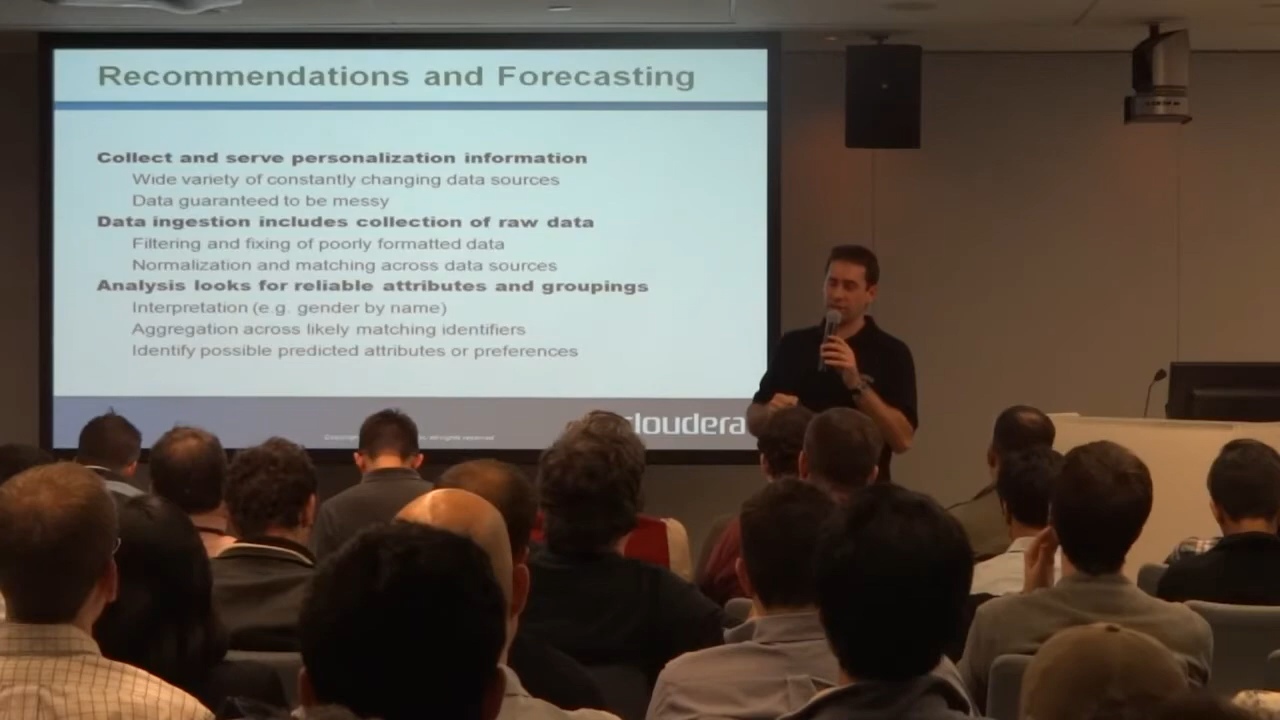 Recommendations and Forecasting
Collect and serve personalization information
Wide variety of constantly changing data sources
Data guaranteed to be messy
Data ingestion includes collection of raw data
Filtering and fixing of poorly formatted data
Normalization and matching across data sources
Analysis looks for reliable attributes and groupings
Interpretation (e.g. gender by name)
Aggregation across likely matching identifiers
Identify possible predicted attributes or preferences
cloudera
All rights reserved